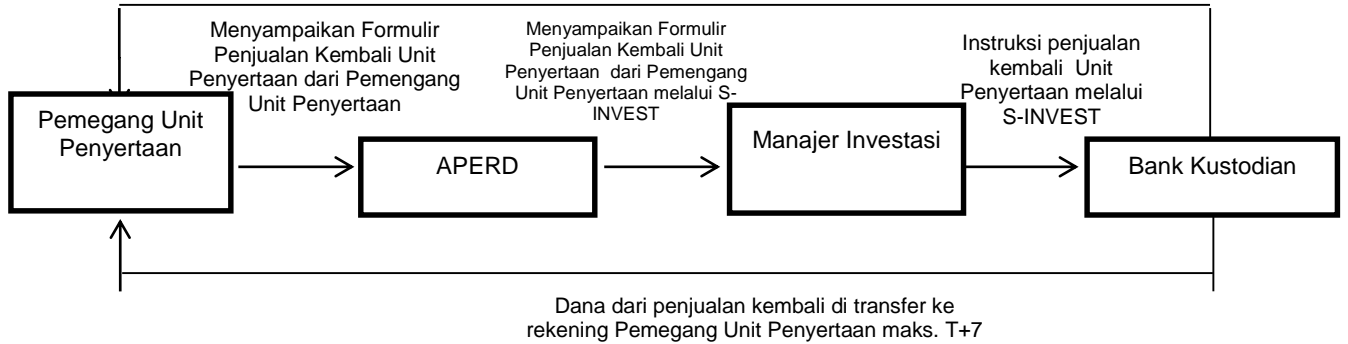 Menyampaikan Formulir
Penjualan Kembali Unit
Penyertaan dari Pemengang
Unit Penyertaan
Menyampaikan Formulir
Penjualan Kembali Unit
Penyertaan dari Pemengang
Unit Penyertaan melalui S-
INVEST
Instruksi penjualan
kembali Unit
Penyertaan melalui
S-INVEST
Pemegang Unit
Penyertaan
APERD
Manajer Investasi
Bank Kustodian
Dana dari penjualan kembali di transfer ke
rekening Pemegang Unit Penyertaan maks. T+7